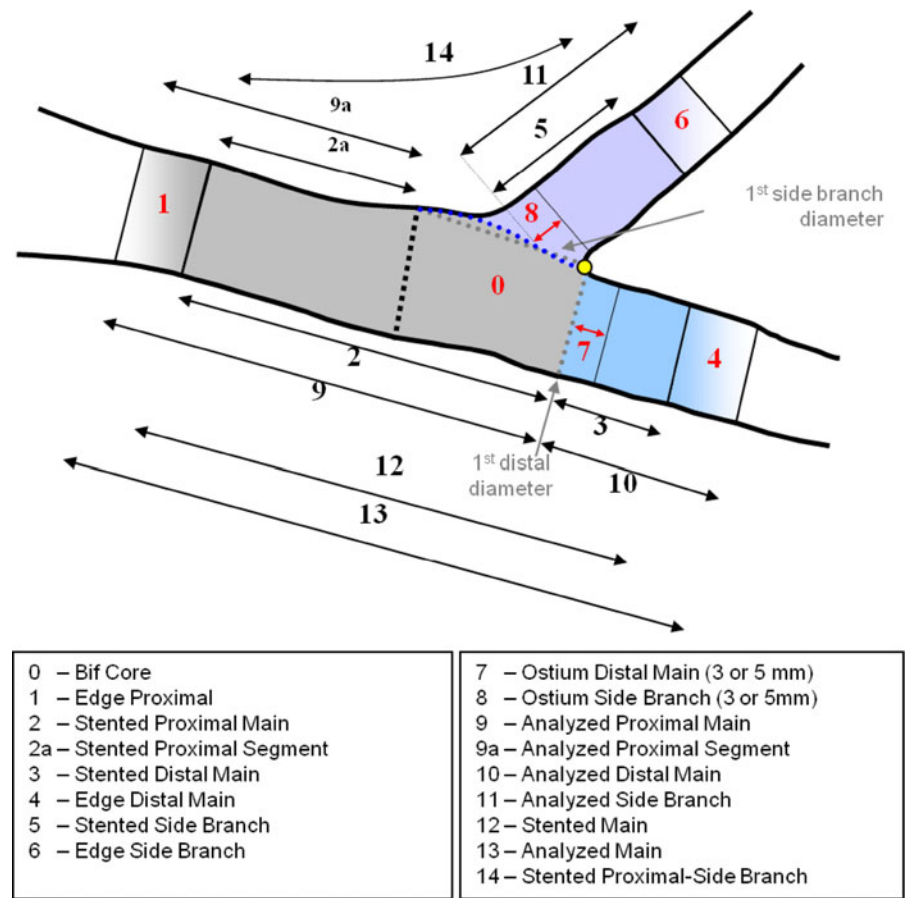 14
11
9a
5
6
2a
1st side branch
diameter
8
1
0
7
4
2
9
3
1st distal
diameter
10
12
13
0 – Bif Core
1 – Edge Proximal
2 – Stented Proximal Main
2a – Stented Proximal Segment
3 – Stented Distal Main
4 – Edge Distal Main
5 – Stented Side Branch
6 – Edge Side Branch
7 – Ostium Distal Main (3 or 5 mm)
8 – Ostium Side Branch (3 or 5mm)
9 – Analyzed Proximal Main
9a – Analyzed Proximal Segment
10 – Analyzed Distal Main
11 – Analyzed Side Branch
12 – Stented Main
13 – Analyzed Main
14 – Stented Proximal-Side Branch